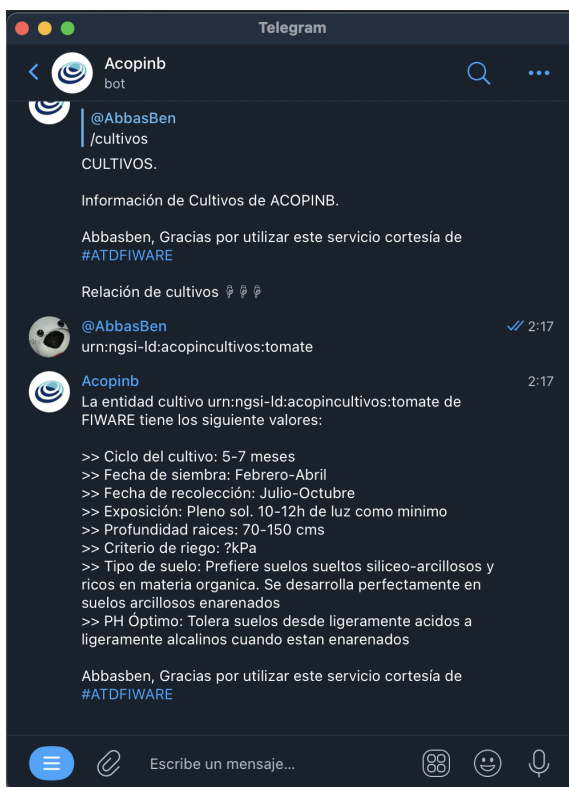 Telegram
Acopinb
bot
@AbbasBen
/cultivos
CULTIVOS.
Información de Cultivos de ACOPINB.
Abbasben, Gracias por utilizar este servicio cortesía de
#ATDFIWARE
Relación de cultivos 👇👇👇
@AbbasBen 2:17
urn:ngsi-ld:acopincultivos:tomate
Acopinb 2:17
La entidad cultivo urn:ngsi-ld:acopincultivos:tomate de
FIWARE tiene los siguiente valores:
>> Ciclo del cultivo: 5-7 meses
>> Fecha de siembra: Febrero-Abril
>> Fecha de recolección: Julio-Octubre
>> Exposición: Pleno sol. 10-12h de luz como minimo
>> Profundidad raices: 70-150 cms
>> Criterio de riego: ?kPa
>> Tipo de suelo: Prefiere suelos sueltos siliceo-arcillosos y
ricos en materia organica. Se desarrolla perfectamente en
suelos arcillosos enarenados
>> PH Óptimo: Tolera suelos desde ligeramente acidos a
ligeramente alcalinos cuando estan enarenados
Abbasben, Gracias por utilizar este servicio cortesía de
#ATDFIWARE
Escribe un mensaje...